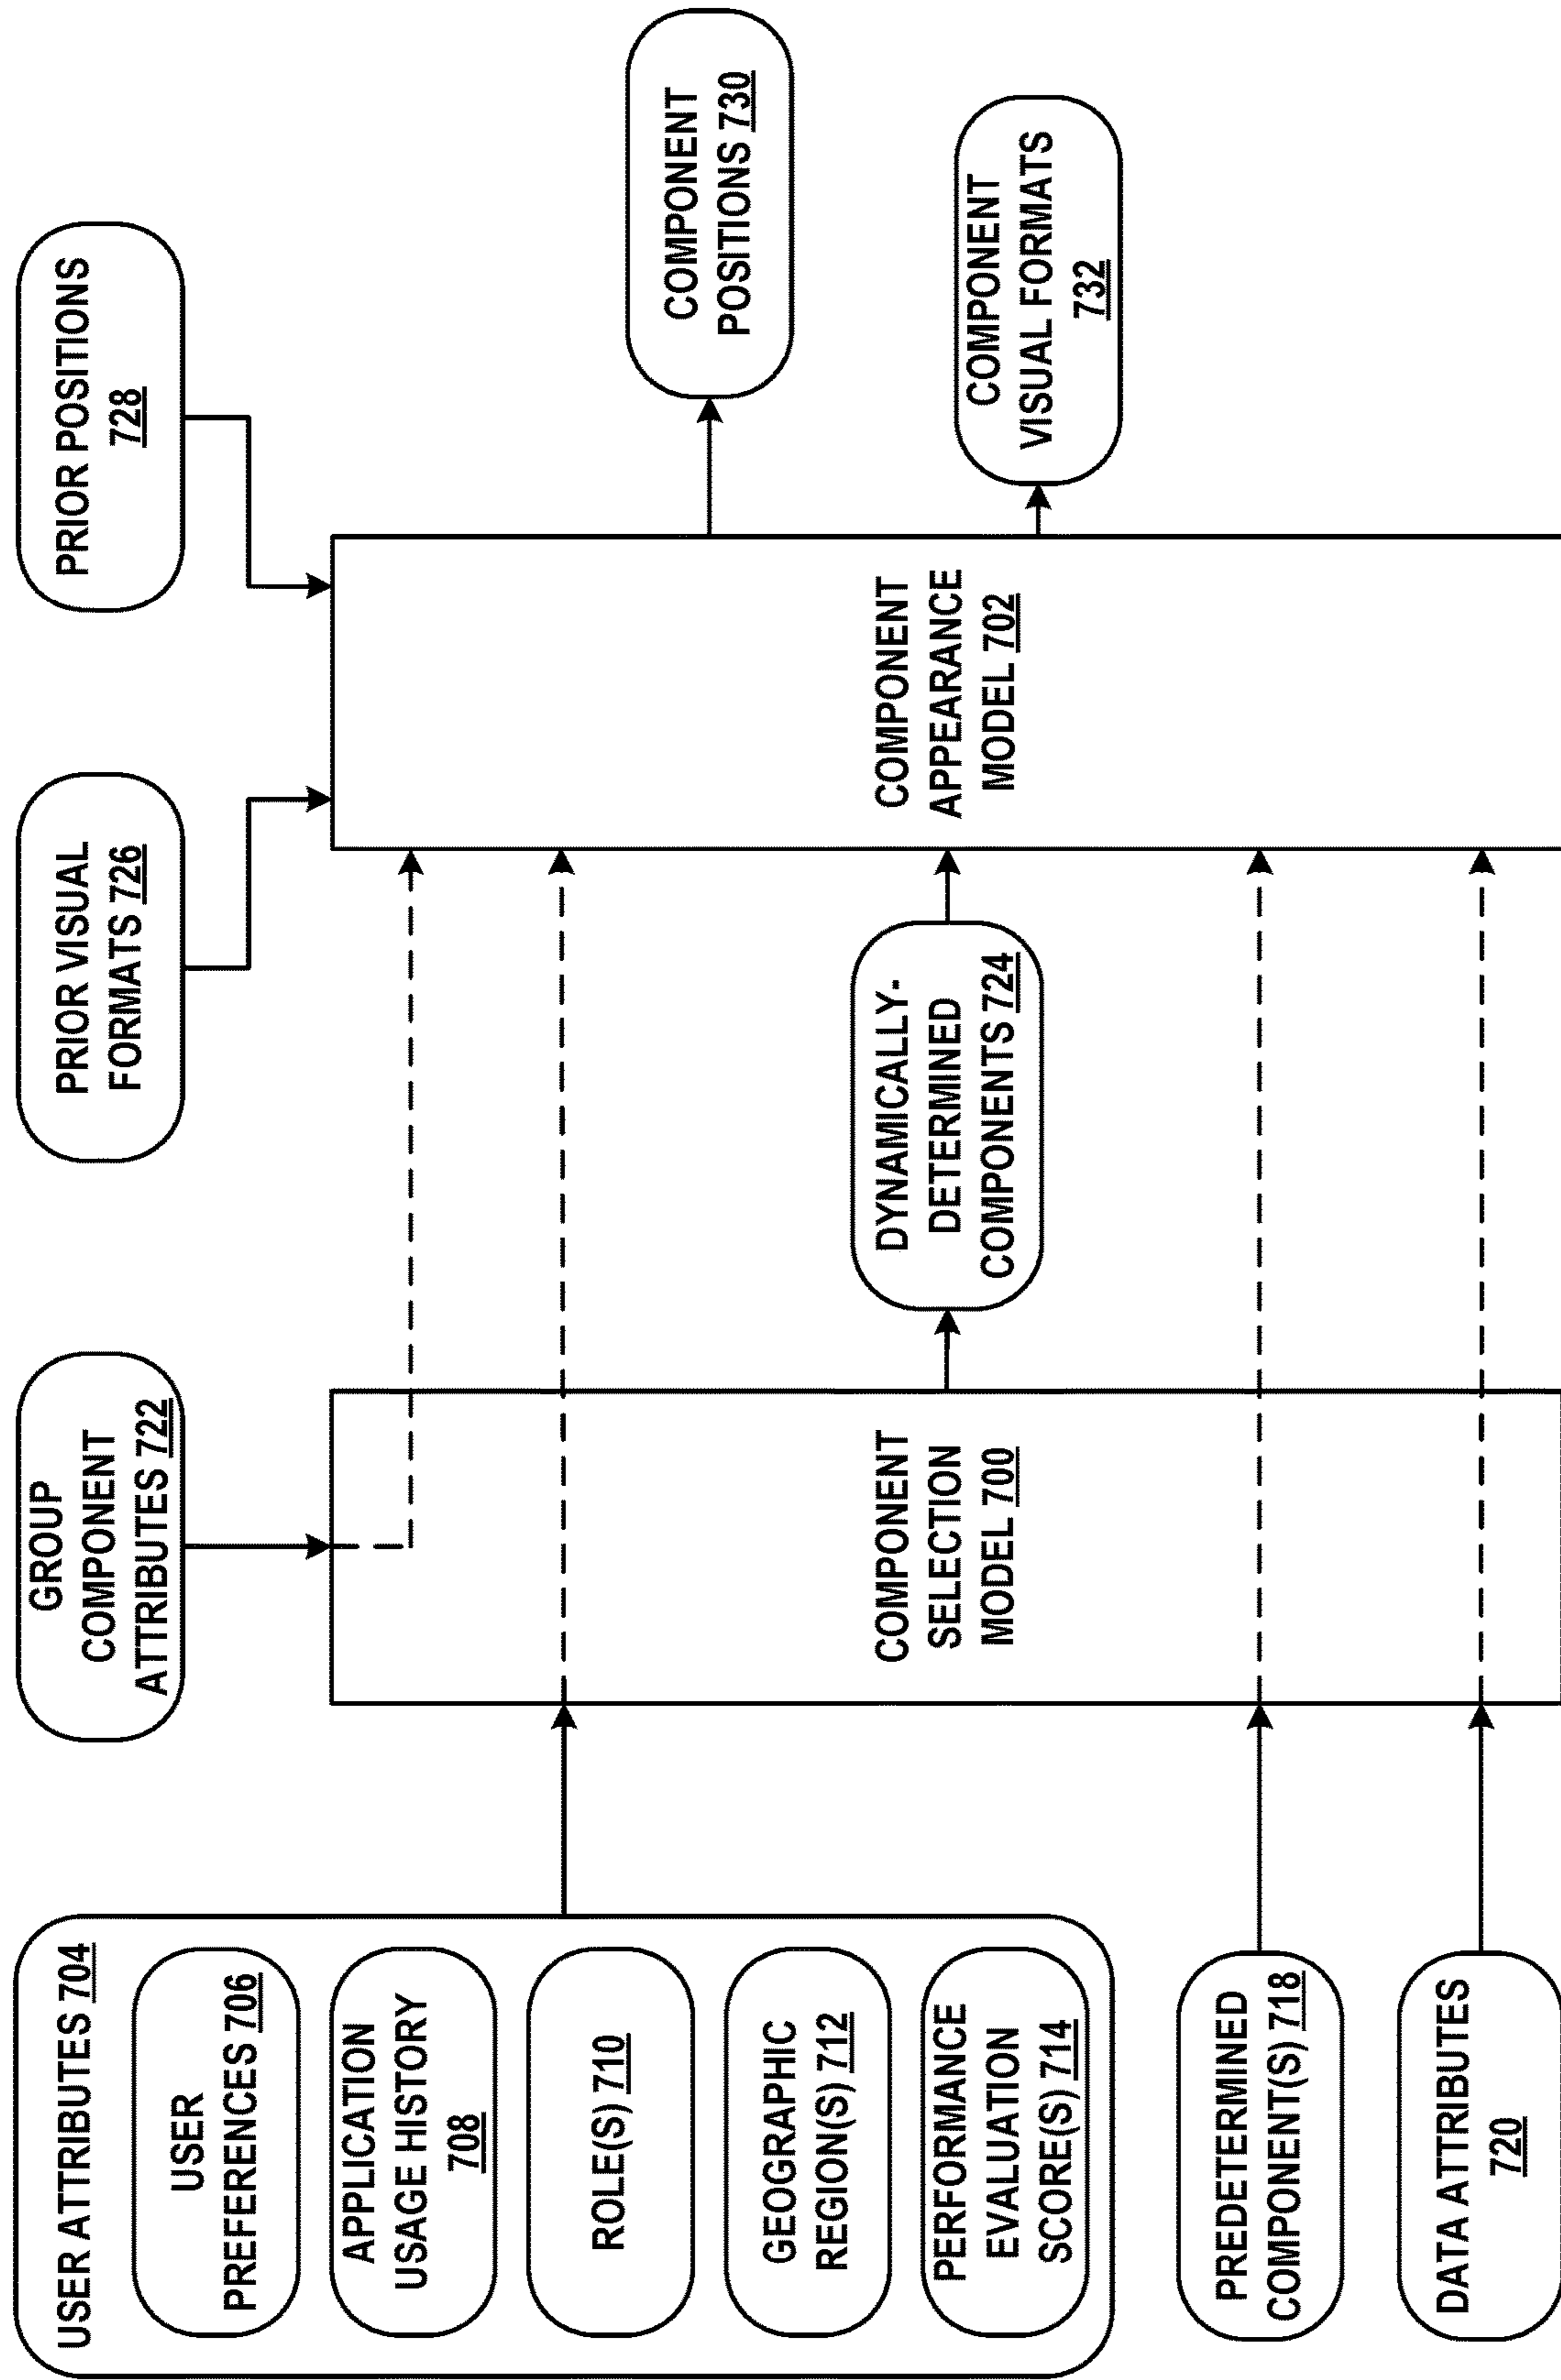 USER ATTRIBUTES 704
USER
PREFERENCES 706
APPLICATION
USAGE HISTORY
708
ROLE(S) 710
GEOGRAPHIC
REGION(S) 712
PERFORMANCE
EVALUATION
SCORE(S) 714
PREDETERMINED
COMPONENT(S) 718
DATA ATTRIBUTES
720
GROUP
COMPONENT
ATTRIBUTES 722
COMPONENT
SELECTION
MODEL 700
DYNAMICALLY-
DETERMINED
COMPONENTS 724
PRIOR VISUAL
FORMATS 726
PRIOR POSITIONS
728
COMPONENT
APPEARANCE
MODEL 702
COMPONENT
POSITIONS 730
COMPONENT
VISUAL FORMATS
732